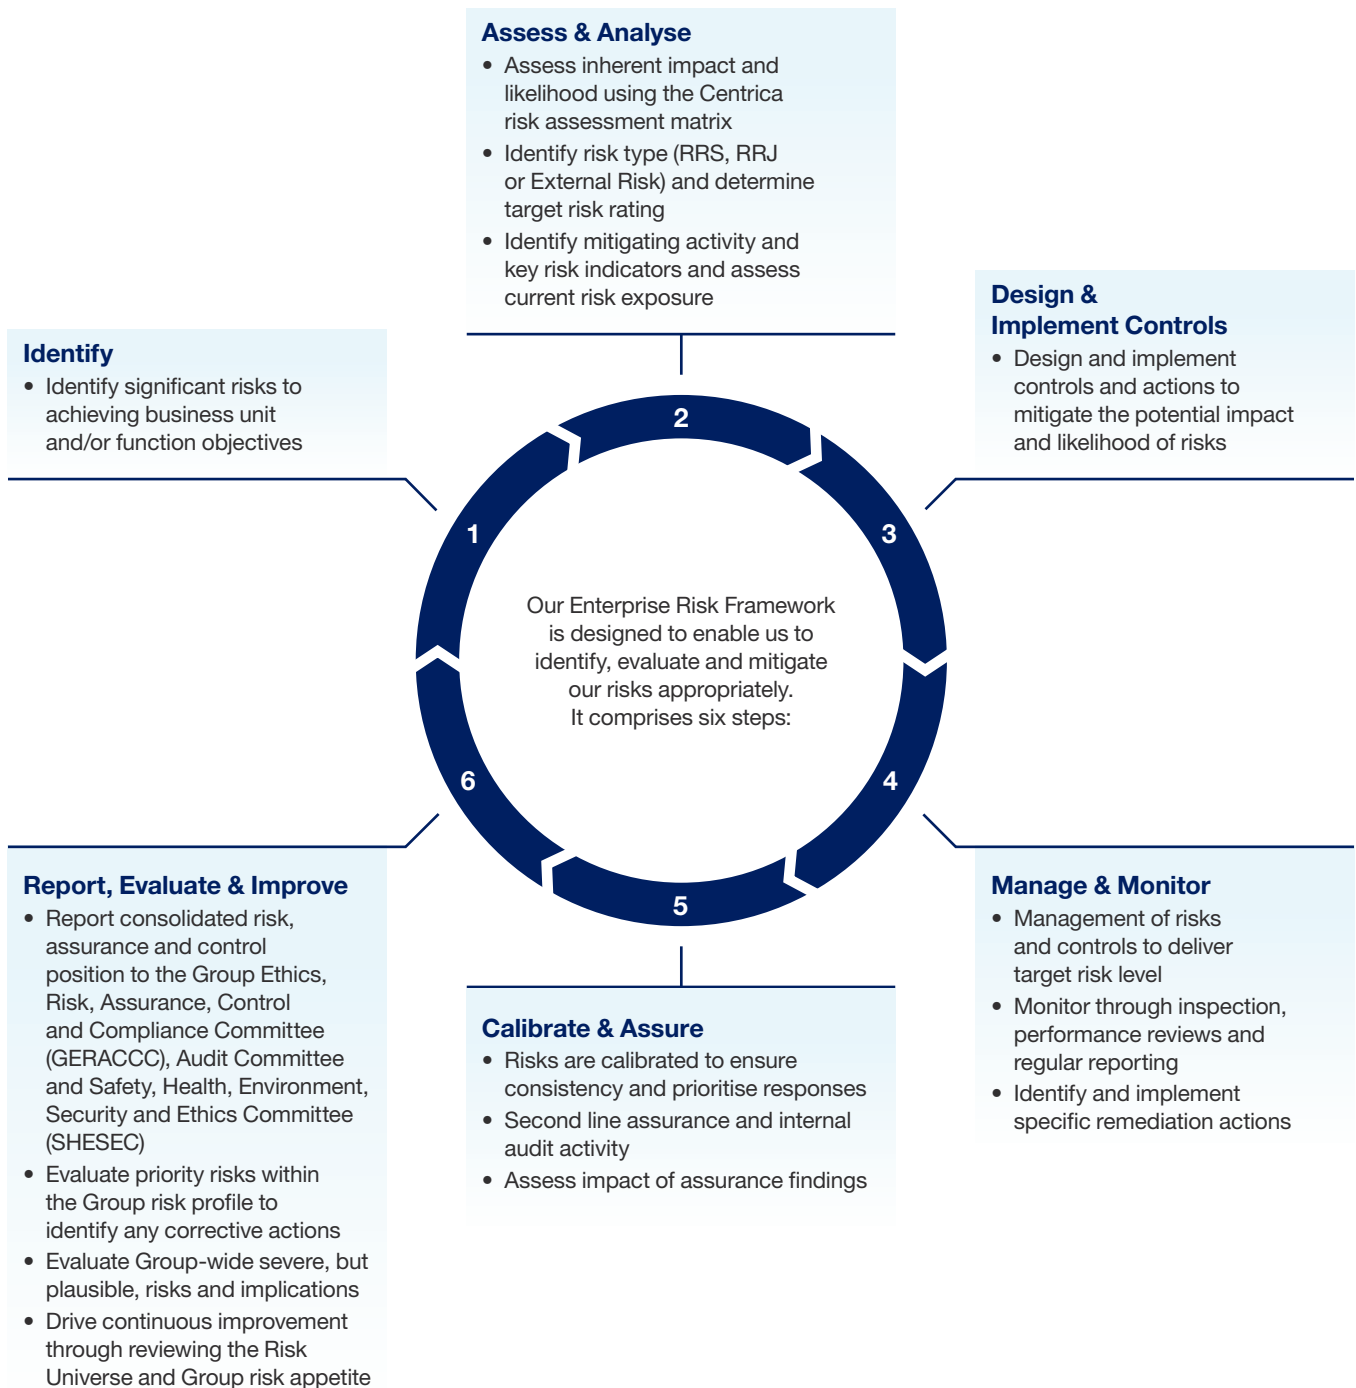 Assess & Analyse
• Assess inherent impact and
likelihood using the Centrica
risk assessment matrix
• Identify risk type (RRS, RRJ
or External Risk) and determine
target risk rating
• Identify mitigating activity and
key risk indicators and assess
current risk exposure
Design &
Implement Controls
• Design and implement
controls and actions to
mitigate the potential impact
and likelihood of risks
Identify
• Identify significant risks to
achieving business unit
and/or function objectives
2
1
3
Our Enterprise Risk Framework
is designed to enable us to
identify, evaluate and mitigate
our risks appropriately.
It comprises six steps:
6
4
5
Report, Evaluate & Improve
• Report consolidated risk,
assurance and control
position to the Group Ethics,
Risk, Assurance, Control
and Compliance Committee
(GERACCC), Audit Committee
and Safety, Health, Environment,
Security and Ethics Committee
(SHESEC)
• Evaluate priority risks within
the Group risk profile to
identify any corrective actions
• Evaluate Group-wide severe, but
plausible, risks and implications
• Drive continuous improvement
through reviewing the Risk
Universe and Group risk appetite
Calibrate & Assure
• Risks are calibrated to ensure
consistency and prioritise responses
• Second line assurance and internal
audit activity
• Assess impact of assurance findings
Manage & Monitor
• Management of risks
and controls to deliver
target risk level
• Monitor through inspection,
performance reviews and
regular reporting
• Identify and implement
specific remediation actions